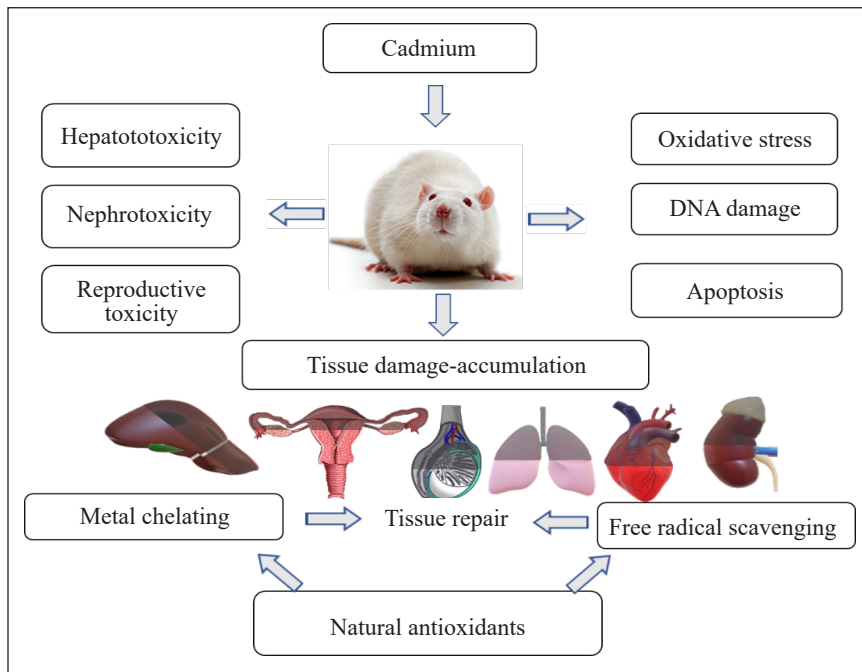 Cadmium
Hepatototoxicity
Nephrotoxicity
Reproductive
toxicity
Oxidative stress
DNA damage
Apoptosis
Tissue damage-accumulation
Metal chelating
Tissue repair
Free radical scavenging
Natural antioxidants